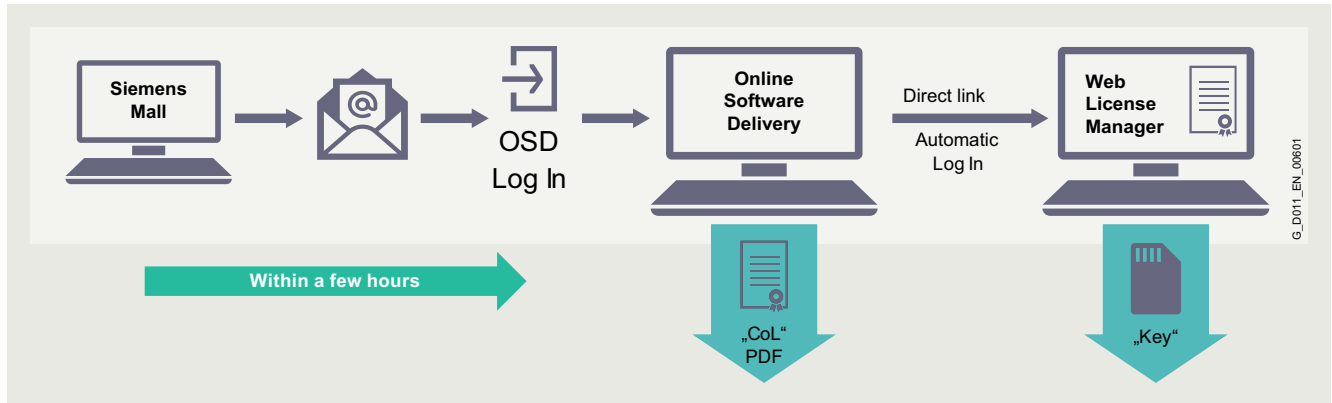 Siemens
Mall
@
OSD
Log In
Online
Software
Delivery
Direct link
Automatic
Log In
Web
License
Manager
G_D011_EN_00601
Within a few hours
„CoL“
PDF
„Key“